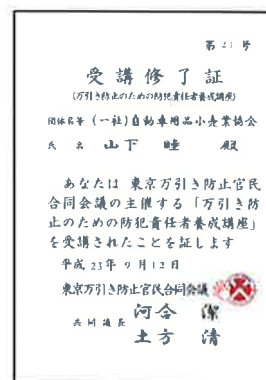 第23号
受講修了証
(万引き防止のための防犯責任者養成講座)
団体名等 (一社)自動車用品小売業協会
氏名 山下 睦 殿
あなたは 東京万引き防止官民
合同会議の主催する「万引き防
止のための防犯責任者養成講座」
を受講されたことを証します
平成23年9月12日
東京万引き防止官民合同会議
共同議長 河合 潔
土方 清